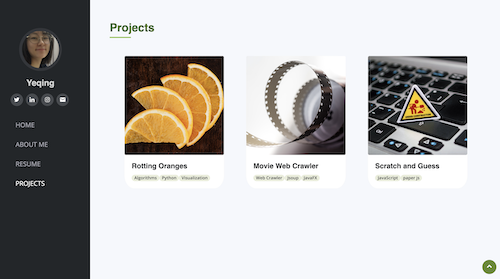 Yeqing
HOME
ABOUT ME
RESUME
PROJECTS
Projects
Rotting Oranges
Algorithms Python Visualization
Movie Web Crawler
Web Crawler Jsoup JavaFX
Scratch and Guess
JavaScript paper js